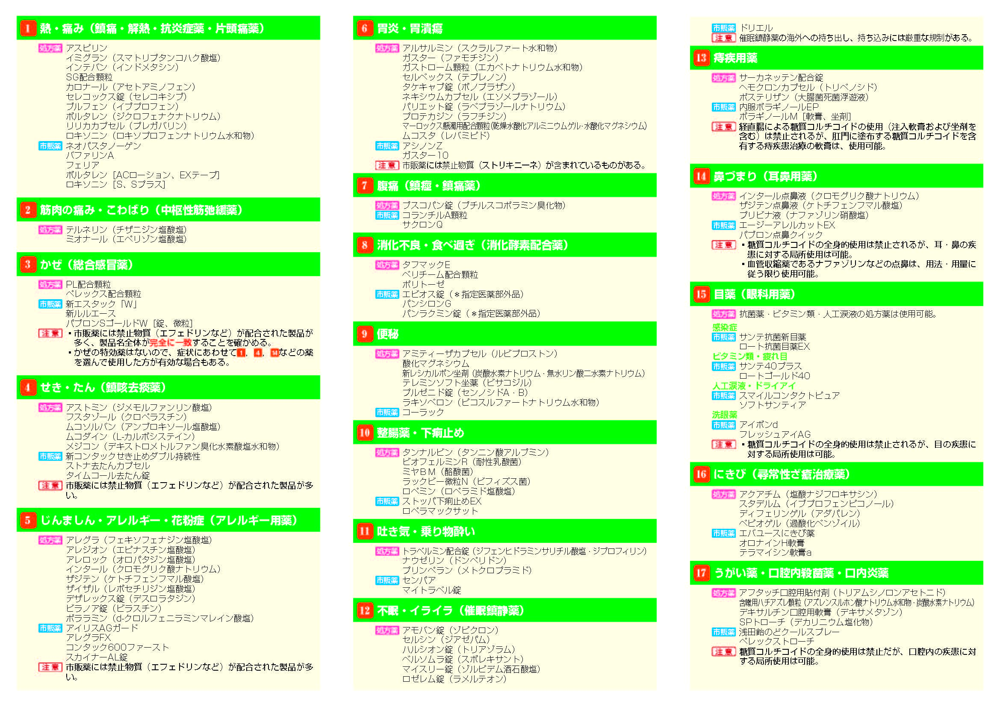 1 熱・痛み（鎮痛・解熱・抗炎症薬・片頭痛薬）
処方薬 アスピリン
イミグラン（スマトリプタンコハク酸塩）
インテバン（インドメタシン）
SG配合顆粒
カロナール（アセトアミノフェン）
セレコックス錠（セレコキシブ）
ブルフェン（イブプロフェン）
ボルタレン（ジクロフェナクナトリウム）
リリカカプセル（プレガバリン）
ロキソニン（ロキソプロフェンナトリウム水和物）
市販薬 ネオパスタノーゲン
バファリンA
フェリア
ボルタレン［ACローション、EXテープ］
ロキソニン［S、Sプラス］
2 筋肉の痛み・こわばり（中枢性筋弛緩薬）
処方薬 テルネリン（チザニジン塩酸塩）
ミオナール（エペリゾン塩酸塩）
3 かぜ（総合感冒薬）
処方薬 PL配合顆粒
ペレックス配合顆粒
市販薬 新エスタック「W」
新ルルエース
パブロンSゴールドW［錠、微粒］
注意 ▪市販薬には禁止物質（エフェドリンなど）が配合された製品が
多く、製品名全体が完全に一致することを確かめる。
▪かぜの特効薬はないので、症状にあわせて1，4，14などの薬
を選んで使用した方が有効な場合もある。
4 せき・たん（鎮咳去痰薬）
処方薬 アストミン（ジメモルファンリン酸塩）
フスタゾール（クロペラスチン）
ムコソルバン（アンブロキソール塩酸塩）
ムコダイン（L-カルボシステイン）
メジコン（デキストロメトルファン臭化水素酸塩水和物）
市販薬 新コンタックせき止めダブル持続性
ストナ去たんカプセル
タイムコール去たん錠
注意 市販薬には禁止物質（エフェドリンなど）が配合された製品が多
い。
5 じんましん・アレルギー・花粉症（アレルギー用薬）
処方薬 アレグラ（フェキソフェナジン塩酸塩）
アレジオン（エピナスチン塩酸塩）
アレロック（オロパタジン塩酸塩）
インタール（クロモグリク酸ナトリウム）
ザジテン（ケトチフェンフマル酸塩）
ザイザル（レボセチリジン塩酸塩）
デザレックス錠（デスロラタジン）
ビラノア錠（ビラスチン）
ポララミン（d-クロルフェニラミンマレイン酸塩）
市販薬 アイリスAGガード
アレグラFX
コンタック600ファースト
スカイナーAL錠
注意 市販薬には禁止物質（エフェドリンなど）が配合された製品が多
い。
6 胃炎・胃潰瘍
処方薬 アルサルミン（スクラルファート水和物）
ガスター（ファモチジン）
ガストローム顆粒（エカベトナトリウム水和物）
セルベックス（テプレノン）
タケキャブ錠（ボノプラザン）
ネキシウムカプセル（エソメプラゾール）
パリエット錠（ラベプラゾールナトリウム）
プロテカジン（ラフチジン）
マーロックス懸濁用配合顆粒（乾燥水酸化アルミニウムゲル・水酸化マグネシウム）
ムコスタ（レバミピド）
市販薬 アシノンZ
ガスター10
注意 市販薬には禁止物質（ストリキニーネ）が含まれているものがある。
7 腹痛（鎮痙・鎮痛薬）
処方薬 ブスコパン錠（ブチルスコポラミン臭化物）
市販薬 コランチルA顆粒
サクロンQ
8 消化不良・食べ過ぎ（消化酵素配合薬）
処方薬 タフマックE
ベリチーム配合顆粒
ポリトーゼ
市販薬 エビオス錠（＊指定医薬部外品）
パンシロンG
パンラクミン錠（＊指定医薬部外品）
9 便秘
処方薬 アミティーザカプセル（ルビプロストン）
酸化マグネシウム
新レシカルボン坐剤（炭酸水素ナトリウム・無水リン酸二水素ナトリウム）
テレミンソフト坐薬（ビサコジル）
プルゼニド錠（センノシドA・B）
ラキソベロン（ピコスルファートナトリウム水和物）
市販薬 コーラック
10 整腸薬・下痢止め
処方薬 タンナルビン（タンニン酸アルブミン）
ビオフェルミンR（耐性乳酸菌）
ミヤBM（酪酸菌）
ラックビー微粒N（ビフィズス菌）
ロペミン（ロペラミド塩酸塩）
市販薬 ストッパ下痢止めEX
ロペラマックサット
11 吐き気・乗り物酔い
処方薬 トラベルミン配合錠（ジフェンヒドラミンサリチル酸塩・ジプロフィリン）
ナウゼリン（ドンペリドン）
プリンペラン（メトクロプラミド）
市販薬 センパア
マイトラベル錠
12 不眠・イライラ（催眠鎮静薬）
処方薬 アモバン錠（ゾピクロン）
セルシン（ジアゼパム）
ハルシオン錠（トリアゾラム）
ベルソムラ錠（スボレキサント）
マイスリー錠（ゾルピデム酒石酸塩）
ロゼレム錠（ラメルテオン）
市販薬 ドリエル
注意 催眠鎮静薬の海外への持ち出し、持ち込みには厳重な規制がある。
13 痔疾用薬
処方薬 サーカネッテン配合錠
ヘモクロンカプセル（トリベノシド）
ポステリザン（大腸菌死菌浮遊液）
市販薬 内服ボラギノールEP
ボラギノールM［軟膏、坐剤］
注意 経直腸による糖質コルチコイドの使用（注入軟膏および坐剤を
含む）は禁止されるが、肛門に塗布する糖質コルチコイドを含
有する痔疾患治療の軟膏は、使用可能。
14 鼻づまり（耳鼻用薬）
処方薬 インタール点鼻液（クロモグリク酸ナトリウム）
ザジテン点鼻液（ケトチフェンフマル酸塩）
プリビナ液（ナファゾリン硝酸塩）
市販薬 エージーアレルカットEX
パブロン点鼻クイック
注意 ▪糖質コルチコイドの全身的使用は禁止されるが、耳・鼻の疾
患に対する局所使用は可能。
▪血管収縮薬であるナファゾリンなどの点鼻は、用法・用量に
従う限り使用可能。
15 目薬（眼科用薬）
処方薬 抗菌薬・ビタミン類・人工涙液の処方薬は使用可能。
感染症
市販薬 サンテ抗菌新目薬
ロート抗菌目薬EX
ビタミン類・疲れ目
市販薬 サンテ40プラス
ロートゴールド40
人工涙液・ドライアイ
市販薬 スマイルコンタクトピュア
ソフトサンティア
洗眼薬
市販薬 アイボンd
フレッシュアイAG
注意 ▪糖質コルチコイドの全身的使用は禁止されるが、目の疾患に
対する局所使用は可能。
16 にきび（尋常性ざ瘡治療薬）
処方薬 アクアチム（塩酸ナジフロキサシン）
スタデルム（イブプロフェンピコノール）
ディフェリンゲル（アダパレン）
ベピオゲル（過酸化ベンゾイル）
市販薬 エバユースにきび薬
オロナインH軟膏
テラマイシン軟膏a
17 うがい薬・口腔内殺菌薬・口内炎薬
処方薬 アフタッチ口腔用貼付剤（トリアムシノロンアセトニド）
含嗽用ハチアズレ顆粒（アズレンスルホン酸ナトリウム水和物・炭酸水素ナトリウム）
デキサルチン口腔用軟膏（デキサメタゾン）
SPトローチ（デカリニウム塩化物）
市販薬 浅田飴のどクールスプレー
ペレックストローチ
注意 糖質コルチコイドの全身的使用は禁止だが、口腔内の疾患に対
する局所使用は可能。